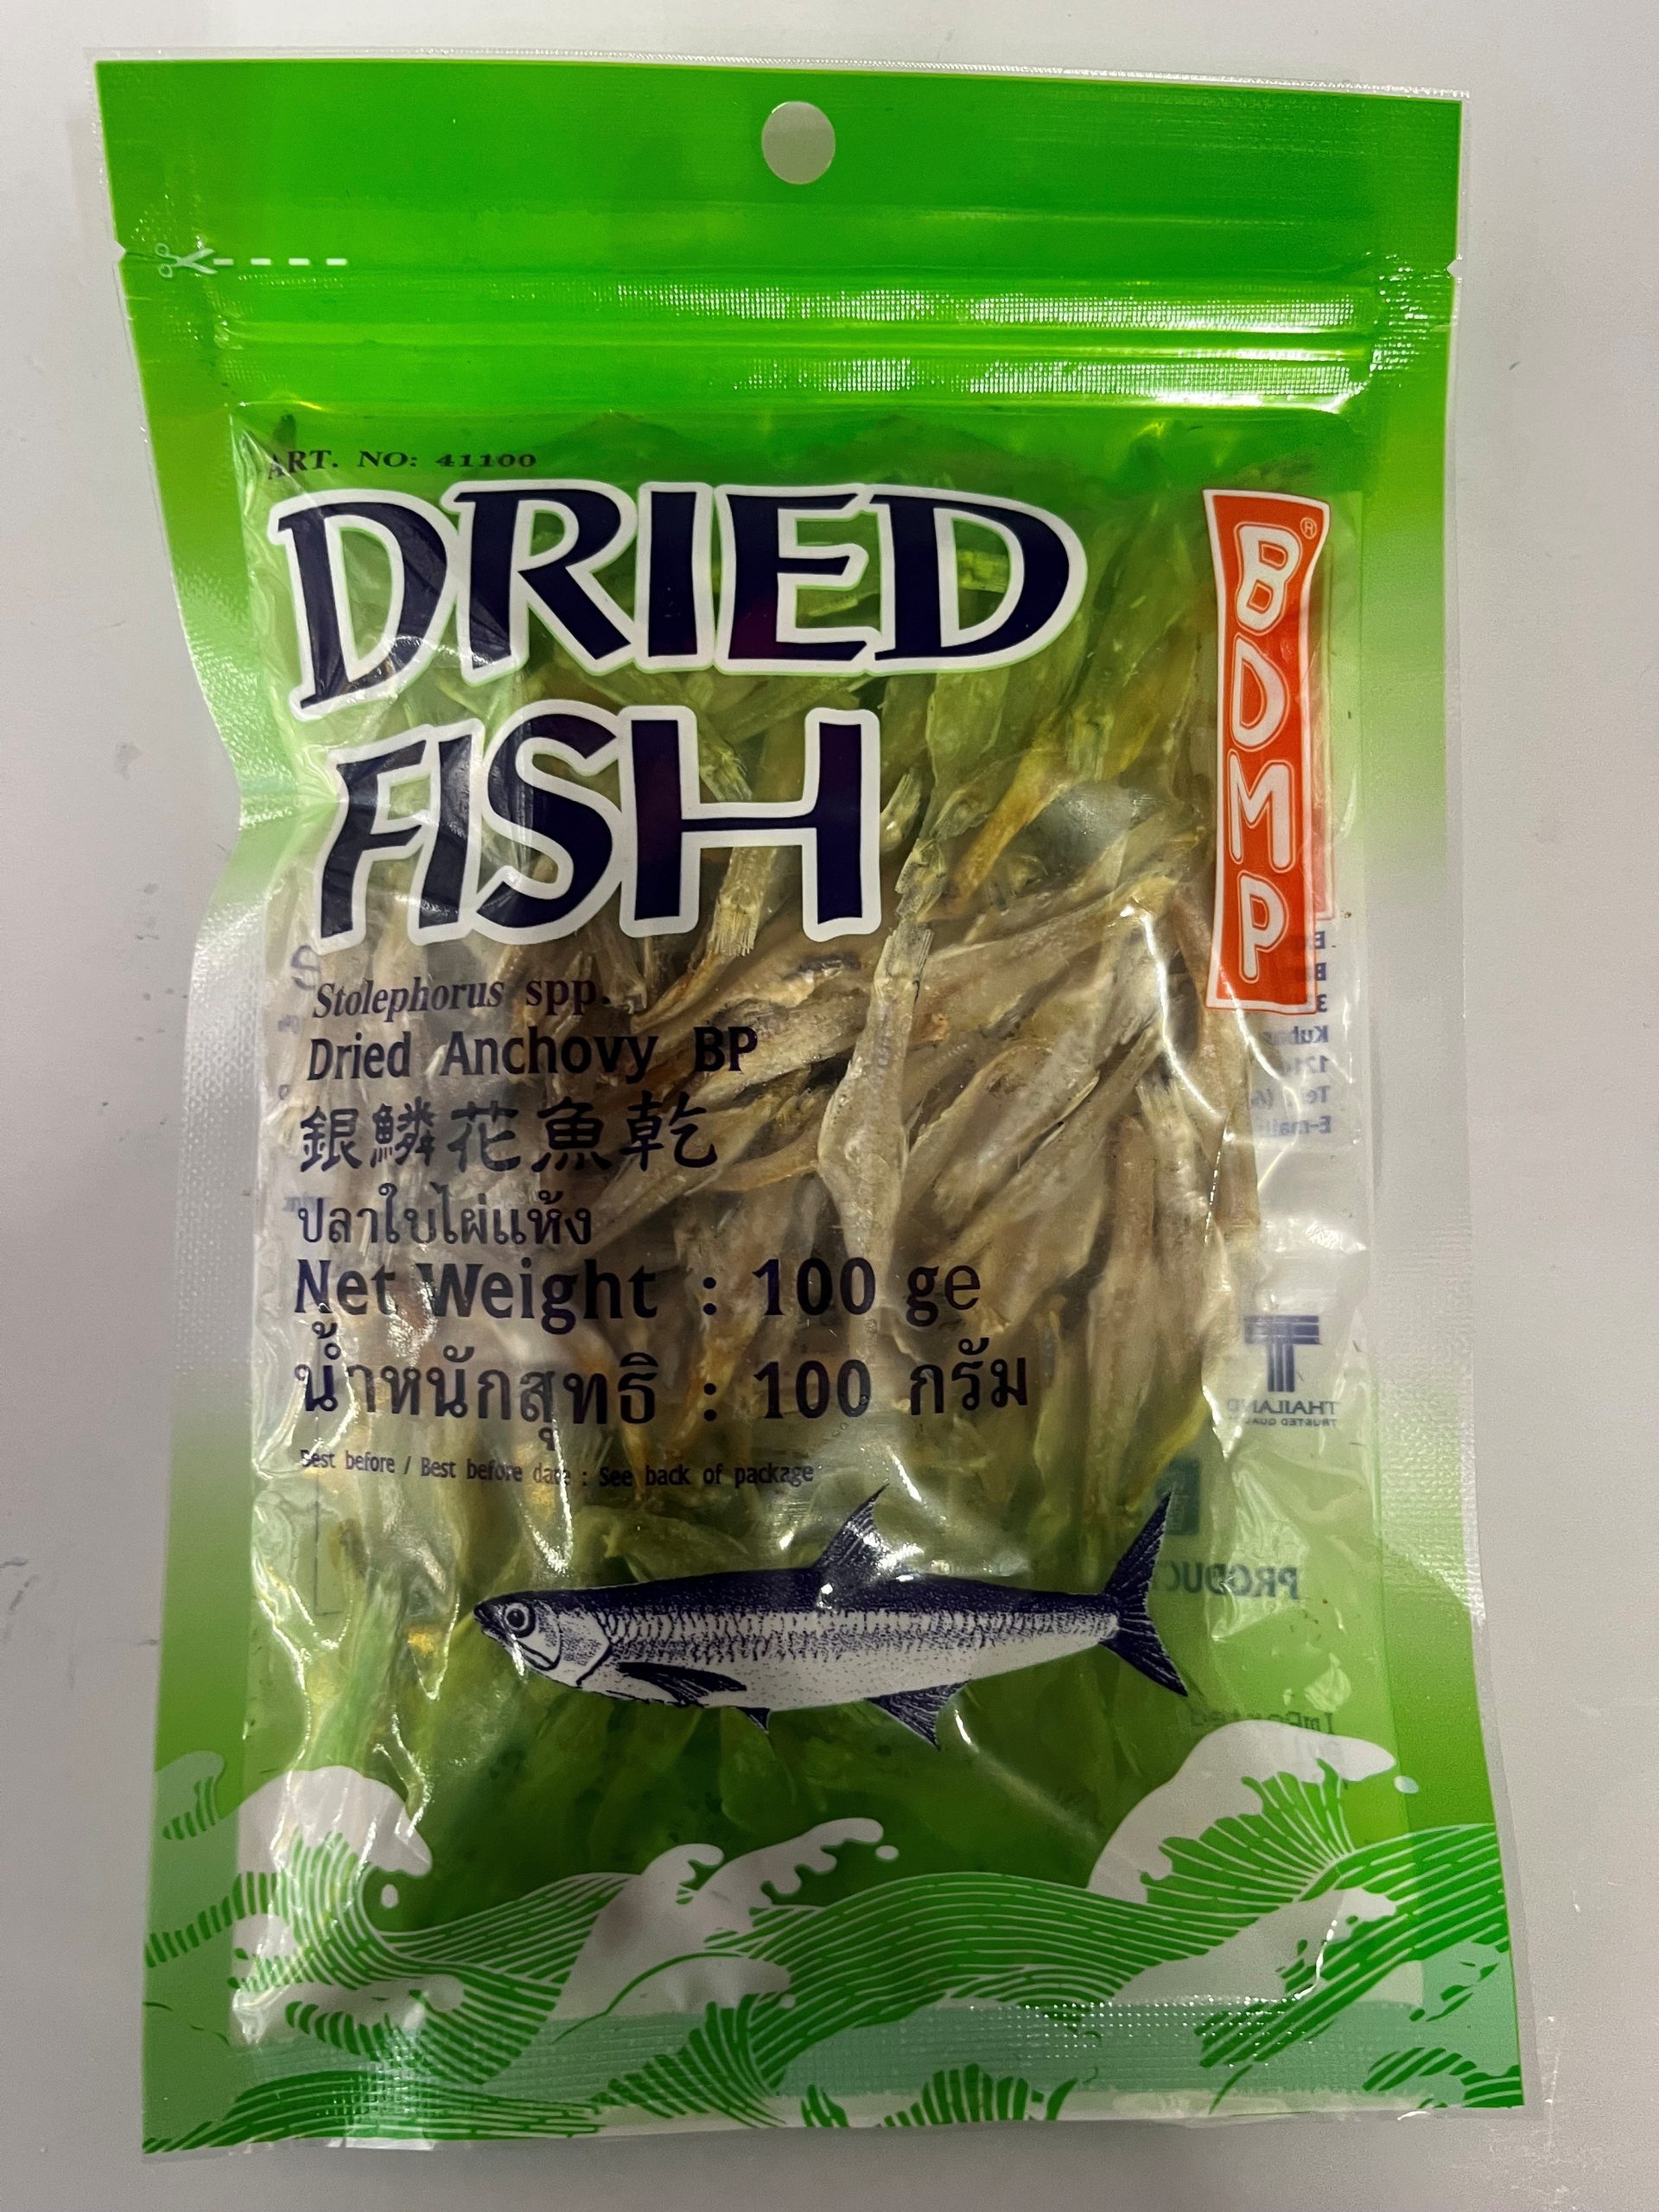 ART. NO: 41100
DRIED
FISH
BDMP®
Stolephorus spp.
Dried Anchovy BP
銀鱗花魚乾
ปลาใบไผ่แห้ง
Net Weight : 100 ge
น้ำหนักสุทธิ : 100 กรัม
Best before / Best before date : See back of package
THAILAND
TRUSTED